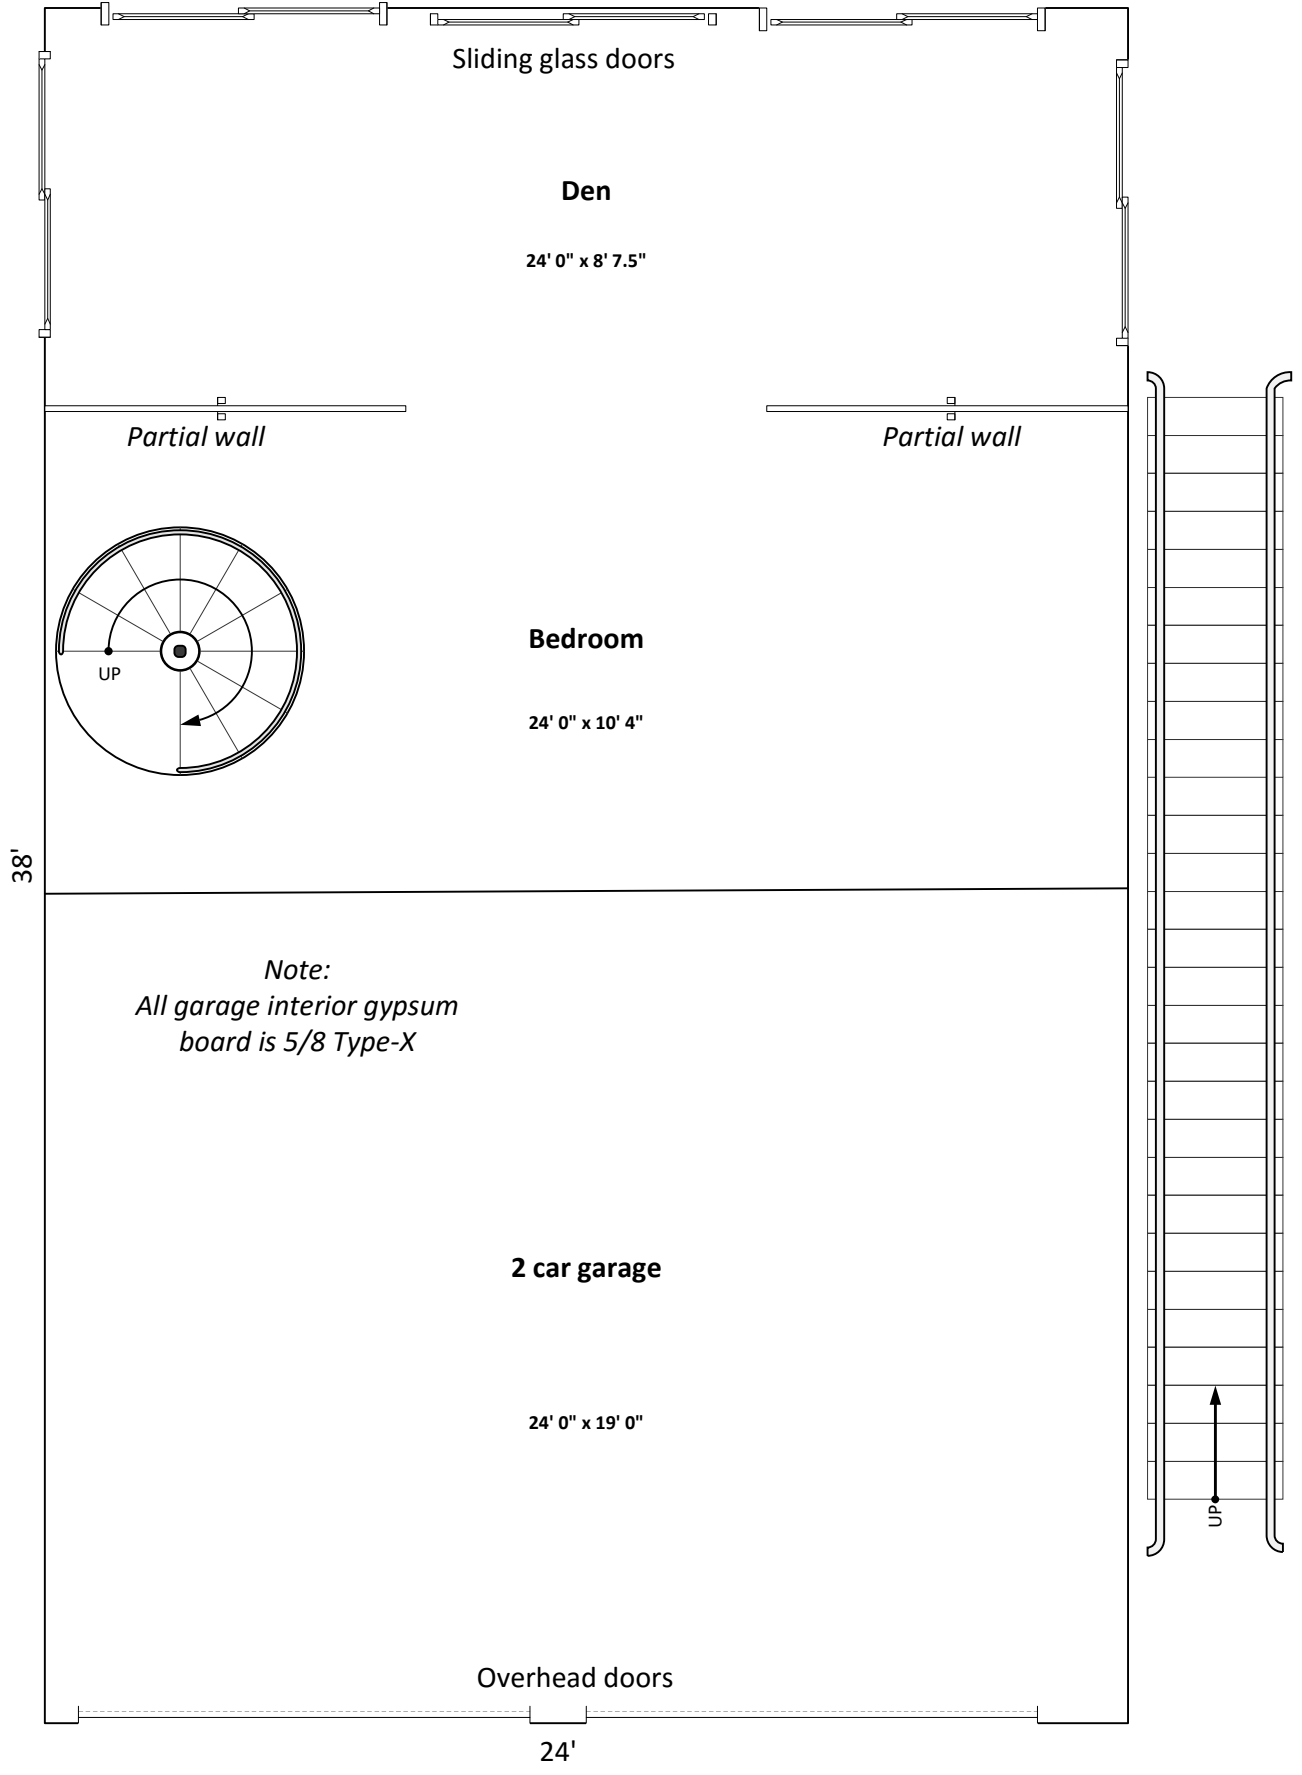 Sliding glass doors
Den
24' 0" x 8' 7.5"
Partial wall
Partial wall
UP
Bedroom
24' 0" x 10' 4"
38'
Note:
All garage interior gypsum
board is 5/8 Type-X
2 car garage
24' 0" x 19' 0"
UP
Overhead doors
24'